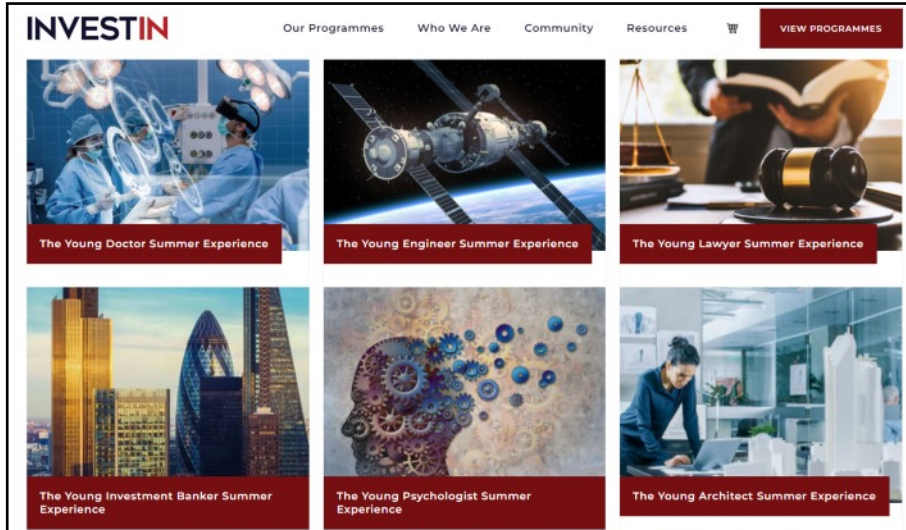 INVESTIN
Our Programmes
Who We Are
Community
Resources
VIEW PROGRAMMES
The Young Doctor Summer Experience
The Young Engineer Summer Experience
The Young Lawyer Summer Experience
The Young Investment Banker Summer
Experience
The Young Psychologist Summer
Experience
The Young Architect Summer Experience